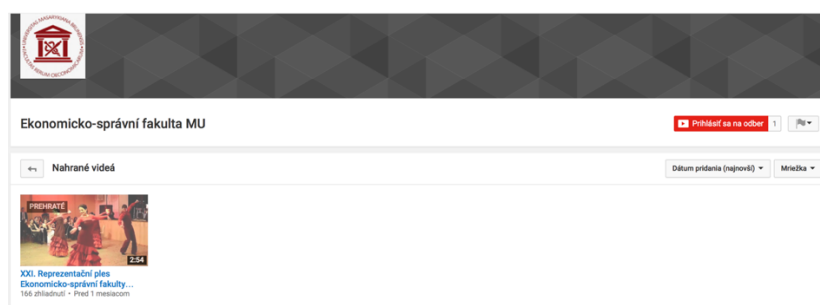 Ekonomicko-správní fakulta MU
Prihlásiť sa na odber 1
Nahrané videá
Dátum pridania (najnovší)
Mriežka
PREHRATÉ
2:54
XXI. Reprezentační ples
Ekonomicko-správní fakulty...
166 zhliadnutí • Pred 1 mesiacom